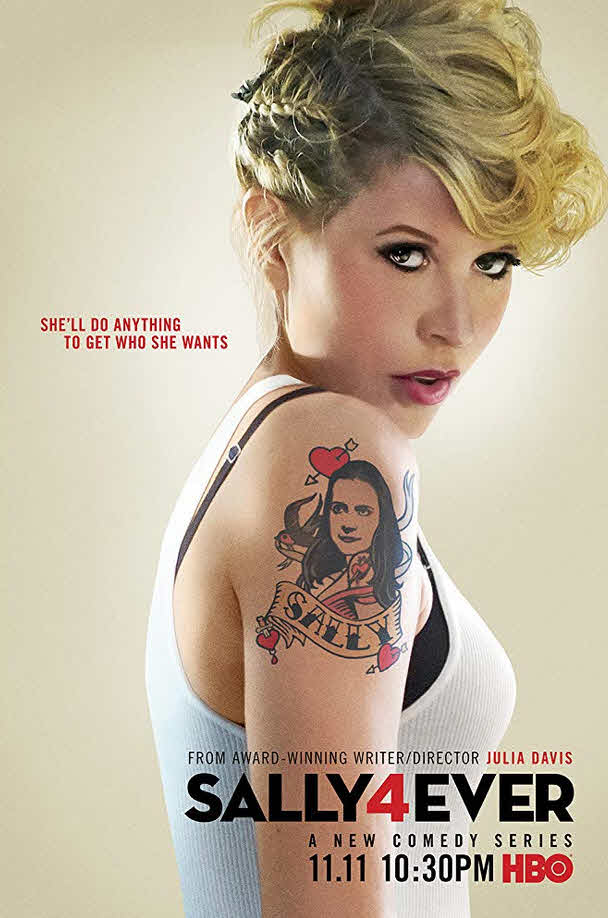 SHE'LL DO ANYTHING
TO GET WHO SHE WANTS
SALLY
FROM AWARD-WINNING WRITER/DIRECTOR JULIA DAVIS
SALLY4EVER
A NEW COMEDY SERIES
11.11 10:30PM HBO